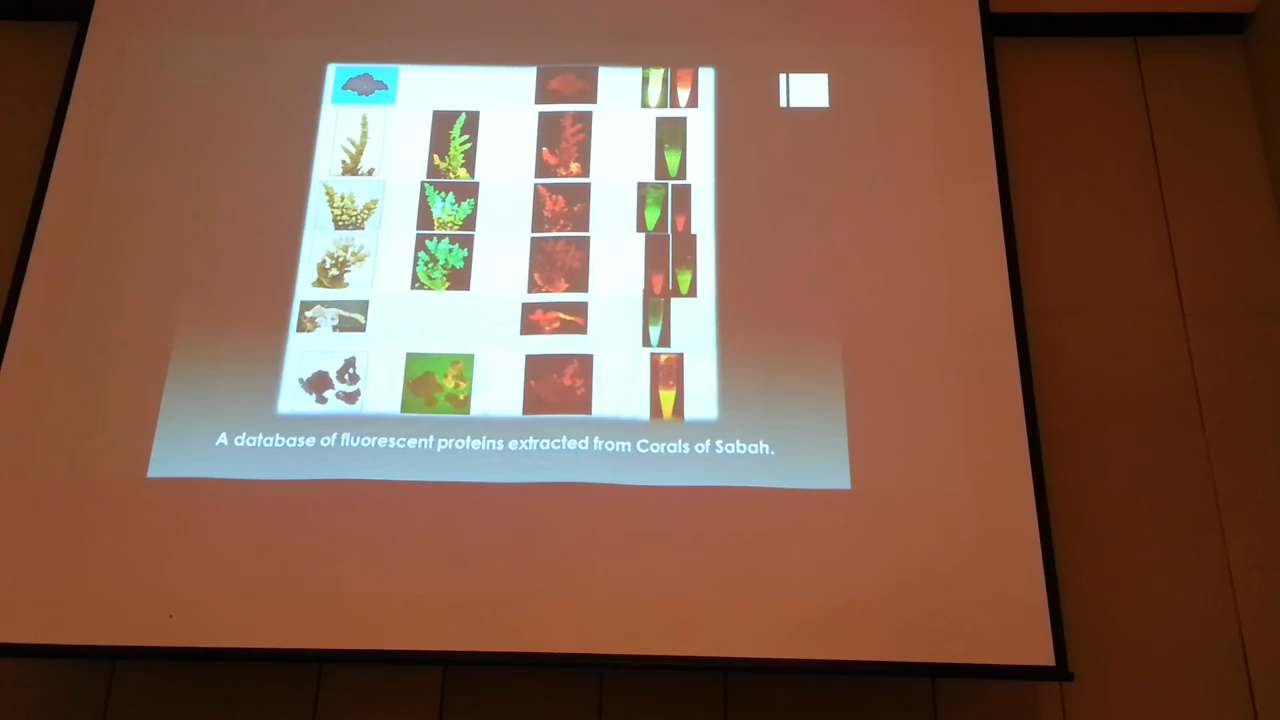 A database of fluorescent proteins extracted from Corals of Sabah.